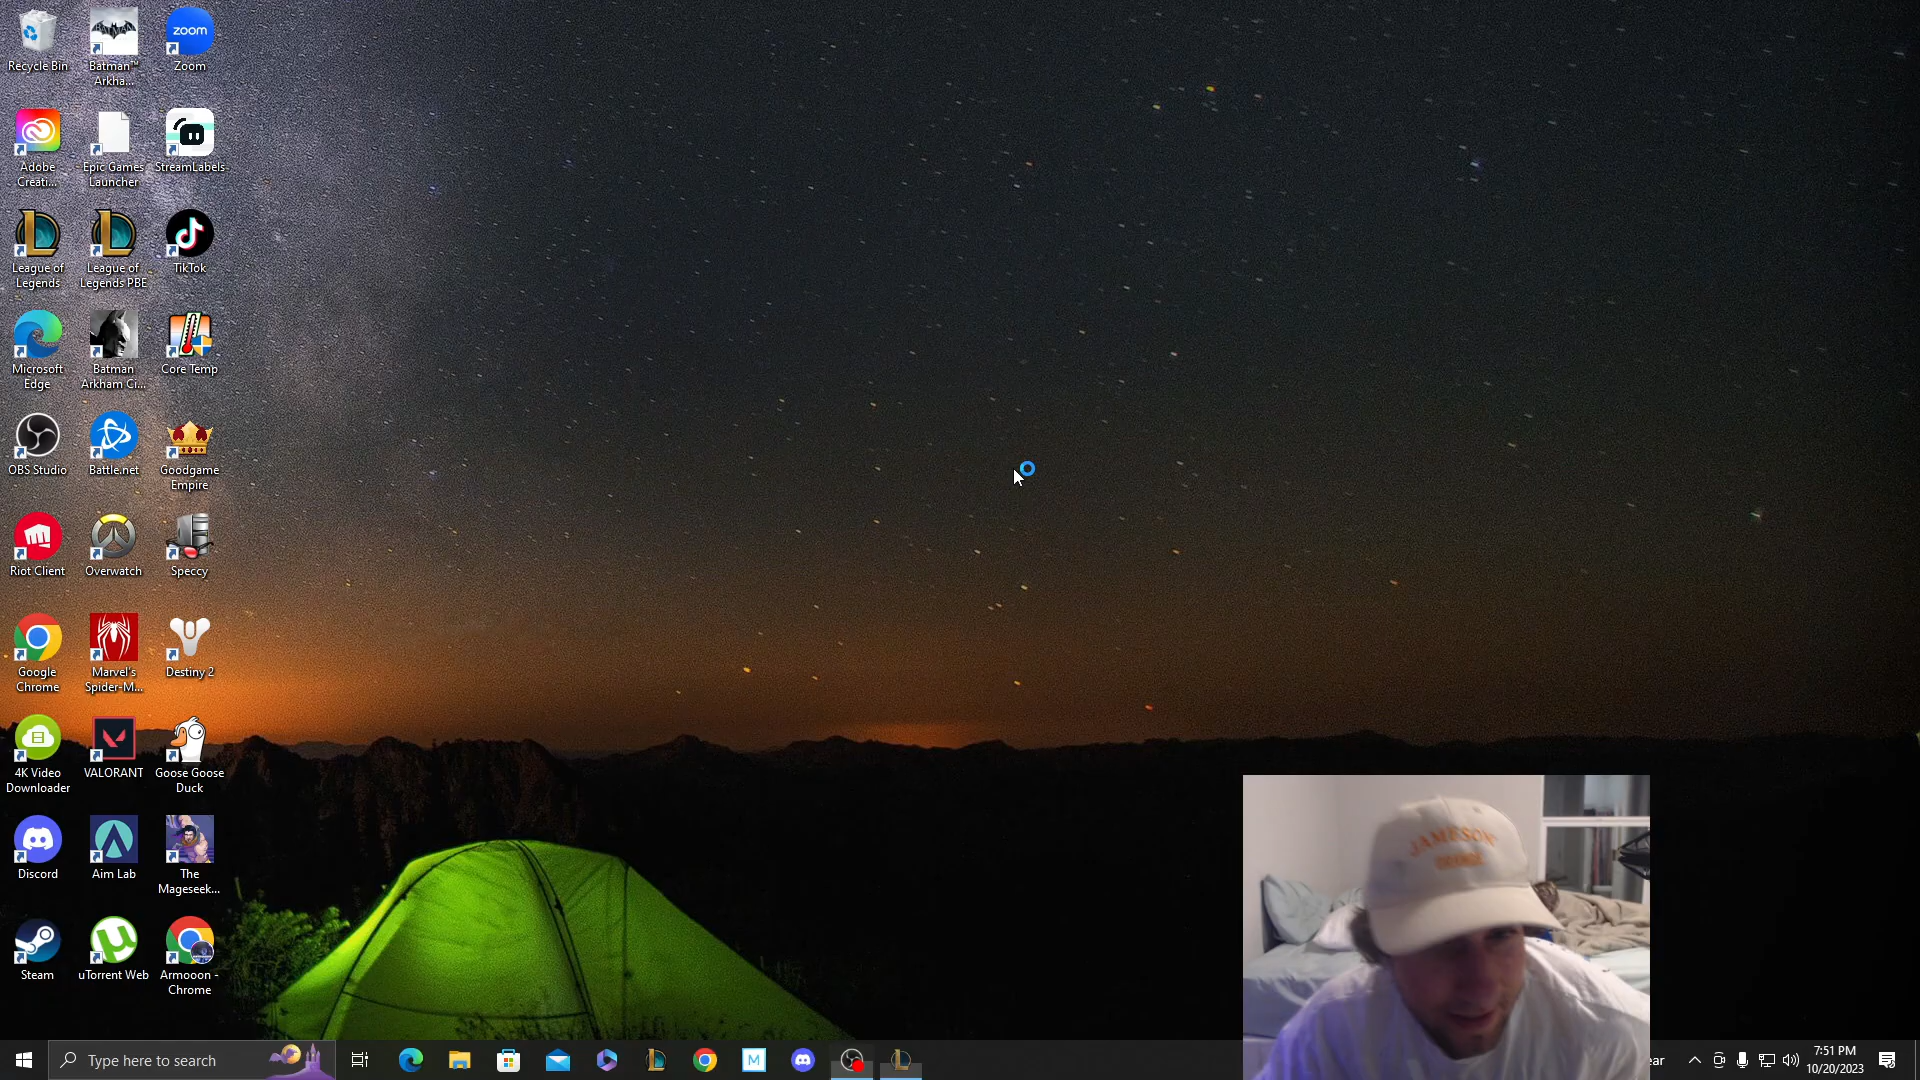 Recycle Bin
Batman™
Arkha...
zoom
Zoom
Adobe
Creati...
Epic Games
Launcher
StreamLabels
League of
Legends
League of
Legends PBE
TikTok
Microsoft
Edge
Batman
Arkham Ci...
Core Temp
OBS Studio
Battle.net
Goodgame
Empire
Riot Client
Overwatch
Speccy
Google
Chrome
Marvel's
Spider-M...
Destiny 2
4K Video
Downloader
VALORANT
Goose Goose
Duck
Discord
Aim Lab
The
Mageseek...
Steam
uTorrent Web
Armooon -
Chrome
JAMESON
ORANGE
Type here to search
M
ear
7:51 PM
10/20/2023